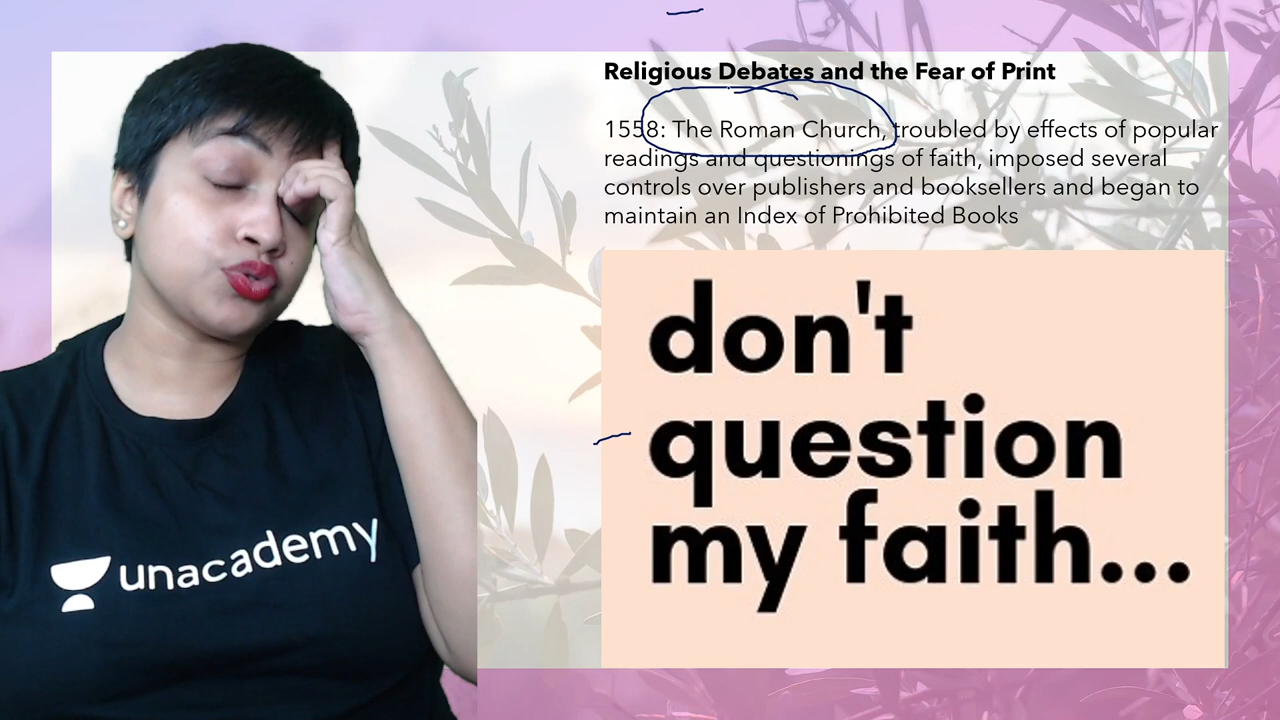 Religious Debates and the Fear of Print
1558: The Roman Church, troubled by effects of popular
readings and questionings of faith, imposed several
controls over publishers and booksellers and began to
maintain an Index of Prohibited Books
don't
question
my faith...
unacademy